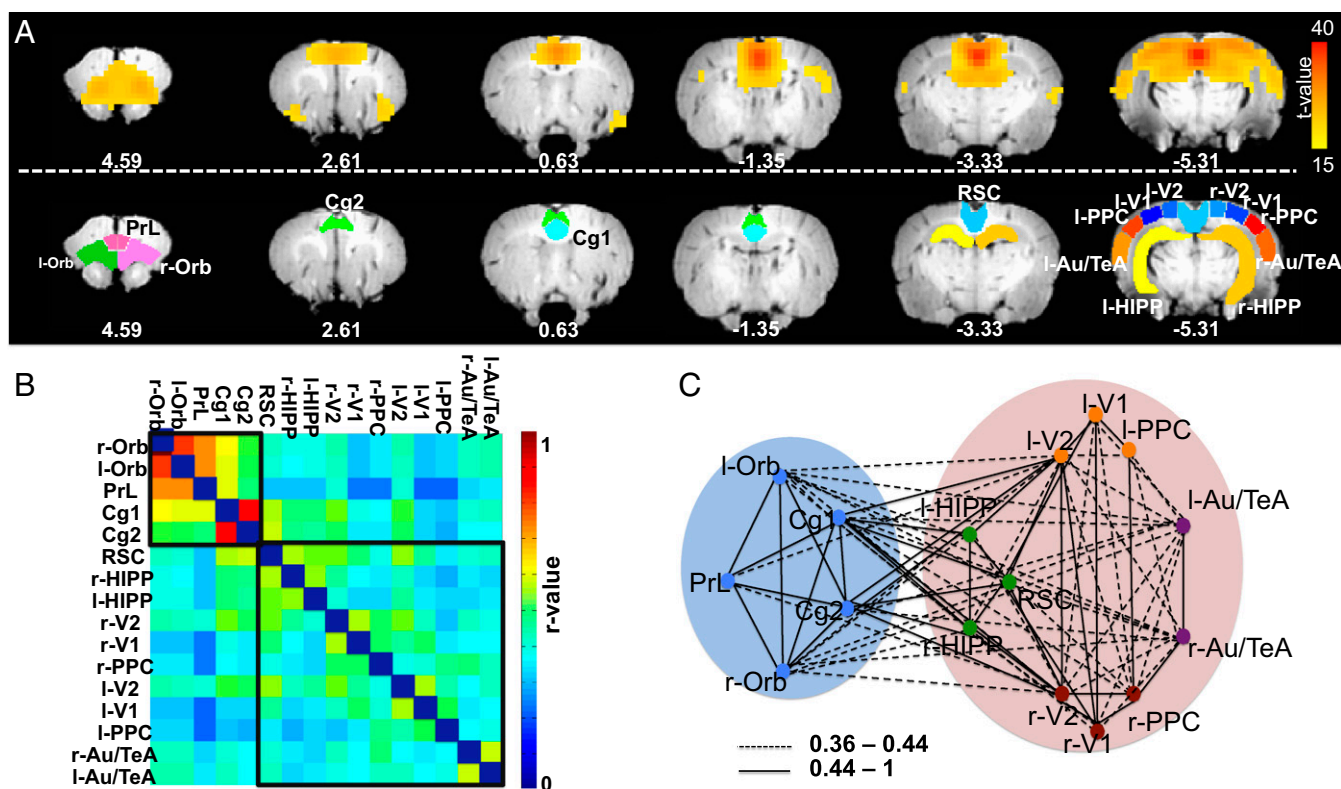 A
40
t-value
15
4.59
2.61
0.63
-1.35
-3.33
-5.31
PrL
l-Orb
r-Orb
Cg2
Cg1
RSC
l-V2
r-V2
l-V1
r-V1
l-PPC
r-PPC
l-Au/TeA
r-Au/TeA
l-HIPP
r-HIPP
4.59
2.61
0.63
-1.35
-3.33
-5.31
B
r-Orb
l-Orb
PrL
Cg1
Cg2
RSC
r-HIPP
l-HIPP
r-V2
r-V1
r-PPC
l-V2
l-V1
l-PPC
r-Au/TeA
l-Au/TeA
r-Orb
l-Orb
PrL
Cg1
Cg2
RSC
r-HIPP
l-HIPP
r-V2
r-V1
r-PPC
l-V2
l-V1
l-PPC
r-Au/TeA
l-Au/TeA
1
r-value
0
C
l-V1
l-V2
l-PPC
l-Orb
l-HIPP
l-Au/TeA
Cg1
PrL
RSC
Cg2
r-HIPP
r-Au/TeA
r-Orb
r-V2
r-PPC
r-V1
0.36 – 0.44
0.44 – 1